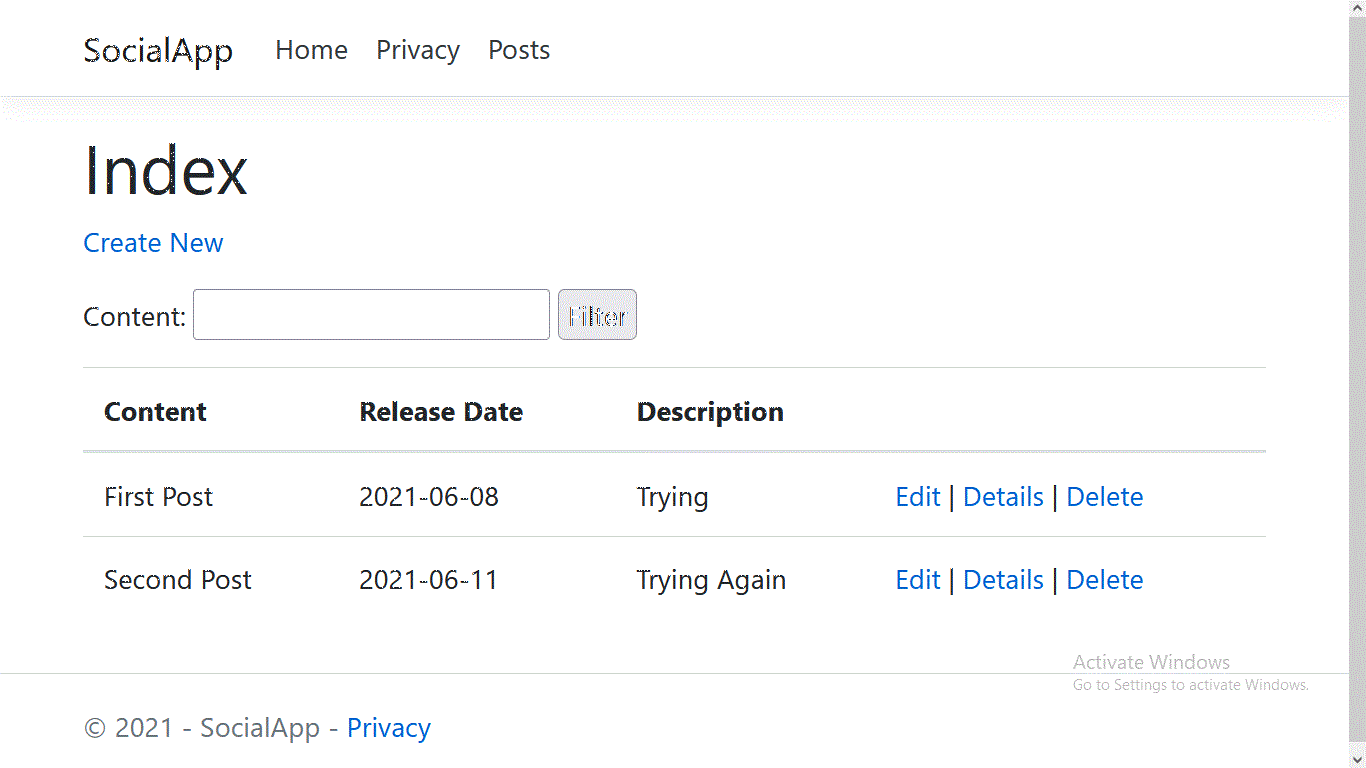 SocialApp Home Privacy Posts
Index
Create New
Content: Filter
Content Release Date Description
First Post 2021-06-08 Trying Edit | Details | Delete
Second Post 2021-06-11 Trying Again Edit | Details | Delete
Activate Windows
Go to Settings to activate Windows.
© 2021 - SocialApp - Privacy